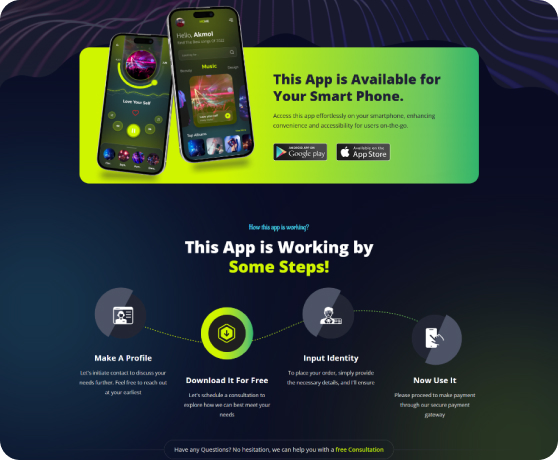 HOME
Hello, Akmol
Music
Top Albums
Love Your Self
This App is Available for
Your Smart Phone.
Access this app effortlessly on your smartphone, enhancing
convenience and accessibility for users on-the-go.
ANDROID APP ON
Google play
Available on the
App Store
How this app is working?
This App is Working by
Some Steps!
Make A Profile
Let's initiate contact to discuss your
needs further. Feel free to reach out
at your earliest
Download It For Free
Let's schedule a consultation to
explore how we can best meet your
needs
Input Identity
To place your order, simply provide
the necessary details, and I'll ensure
Now Use It
Please proceed to make payment
through our secure payment
gateway
Have any Questions? No hesitation, we can help you with a free Consultation